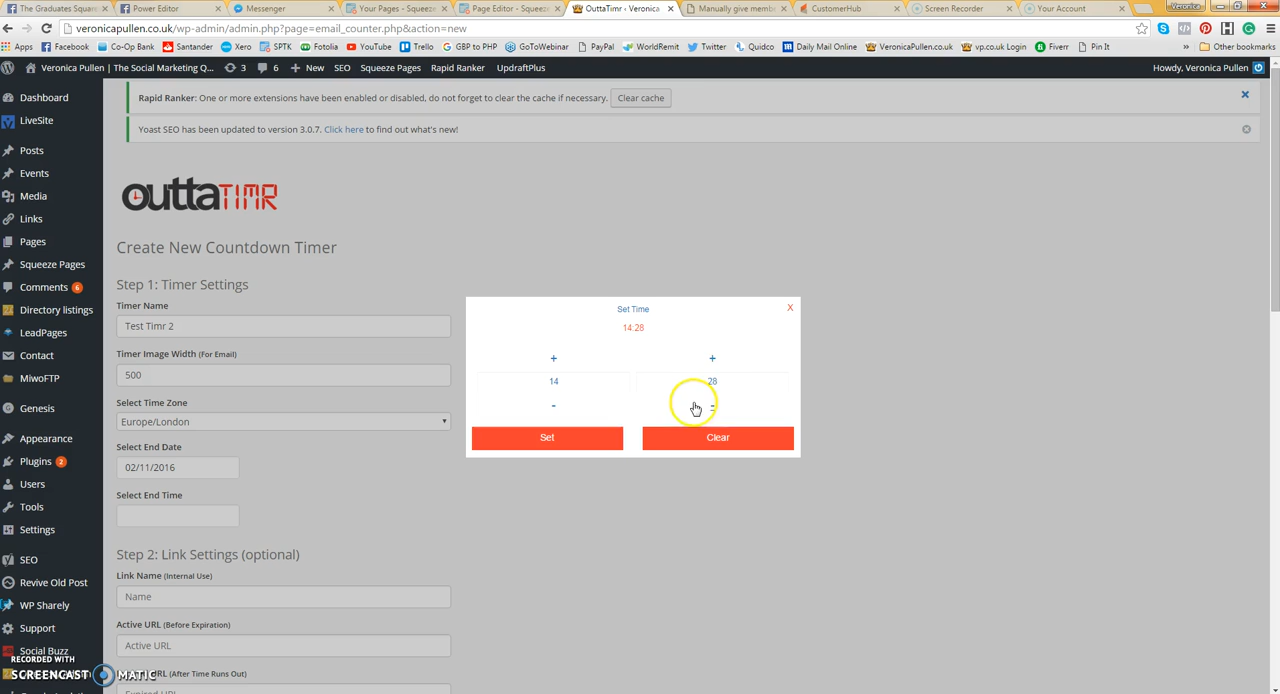 The Graduates Square
Power Editor
Messenger
Your Pages - Squeeze
Page Editor - Squeeze
OuttaTimr ‹ Veronica
Manually give memb
CustomerHub
Screen Recorder
Your Account
Veronica
veronicapullen.co.uk/wp-admin/admin.php?page=email_counter.php&action=new
Apps
Facebook
Co-Op Bank
Santander
Xero
SPTK
Fotolia
YouTube
Trello
GBP to PHP
GoToWebinar
PayPal
WorldRemit
Twitter
Quidco
Daily Mail Online
VeronicaPullen.co.uk
vp.co.uk Login
Fiverr
Pin It
»
Other bookmarks
Veronica Pullen | The Social Marketing Q...
3
6
+ New
SEO
Squeeze Pages
Rapid Ranker
UpdraftPlus
Howdy, Veronica Pullen
Dashboard
LiveSite
Posts
Events
Media
Links
Pages
Squeeze Pages
Comments 6
Directory listings
LeadPages
Contact
MiwoFTP
Genesis
Appearance
Plugins 2
Users
Tools
Settings
SEO
Revive Old Post
WP Sharely
Support
Social Buzz
Rapid Ranker: One or more extensions have been enabled or disabled, do not forget to clear the cache if necessary.
Clear cache
Yoast SEO has been updated to version 3.0.7. Click here to find out what's new!
outtaTIMR
Create New Countdown Timer
Step 1: Timer Settings
Timer Name
Test Timr 2
Timer Image Width (For Email)
500
Select Time Zone
Europe/London
Select End Date
02/11/2016
Select End Time
Step 2: Link Settings (optional)
Link Name (Internal Use)
Name
Active URL (Before Expiration)
Active URL
URL (After Time Runs Out)
Expired URL
Set Time
X
14:28
+ +
14 28
- -
Set
Clear
RECORDED WITH
SCREENCAST MATIC